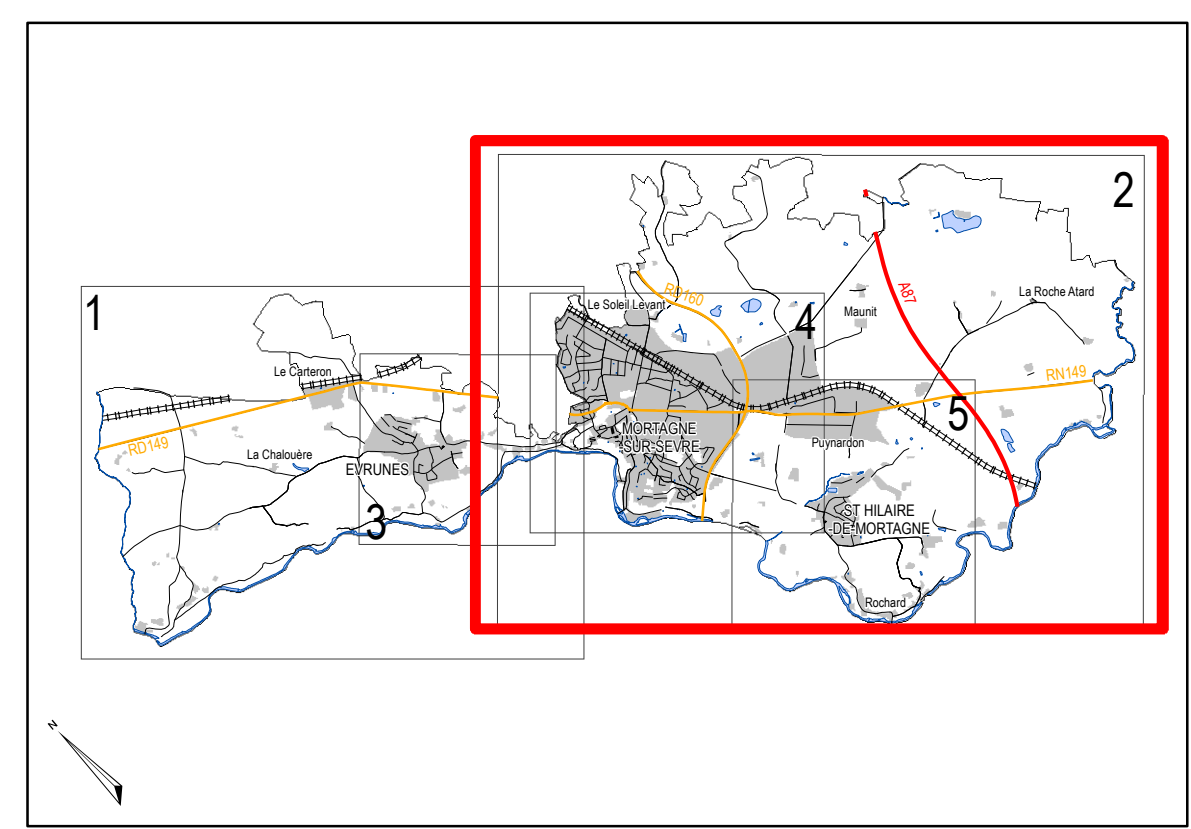 2
A87
La Roche Atard
RD160
1
Le Soleil Levant
Maunit
4
Le Carteron
RN149
5
RD149
MORTAGNE
-SUR-SEVRE
Puynardon
La Chalouère
EVRUNES
3
ST HILAIRE
-DE-MORTAGNE
Rochard
N